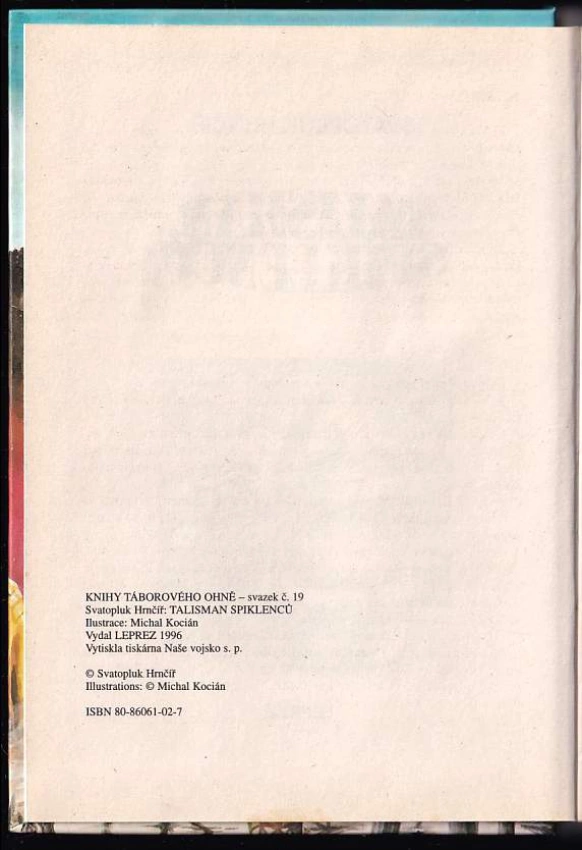 KNIHY TÁBOROVÉHO OHNĚ – svazek č. 19
Svatopluk Hrnčíř: TALISMAN SPIKLENCŮ
Ilustrace: Michal Kocián
Vydal LEPREZ 1996
Vytiskla tiskárna Naše vojsko s. p.
© Svatopluk Hrnčíř
Illustrations: © Michal Kocián
ISBN 80-86061-02-7